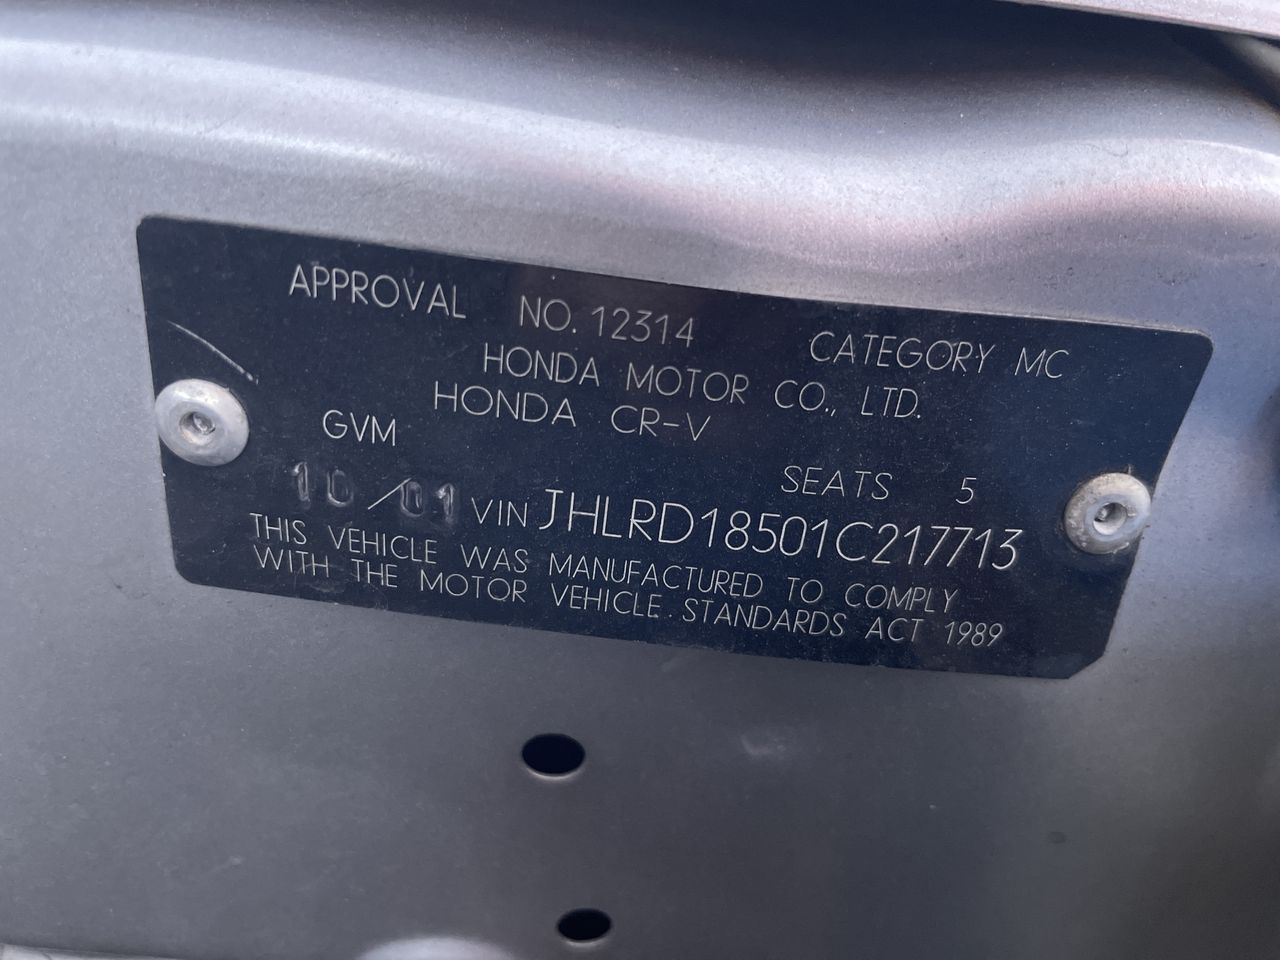 APPROVAL NO. 12314 CATEGORY MC
HONDA MOTOR CO., LTD.
HONDA CR-V
GVM SEATS 5
10/01 VIN JHLRD18501C217713
THIS VEHICLE WAS MANUFACTURED TO COMPLY
WITH THE MOTOR VEHICLE STANDARDS ACT 1989